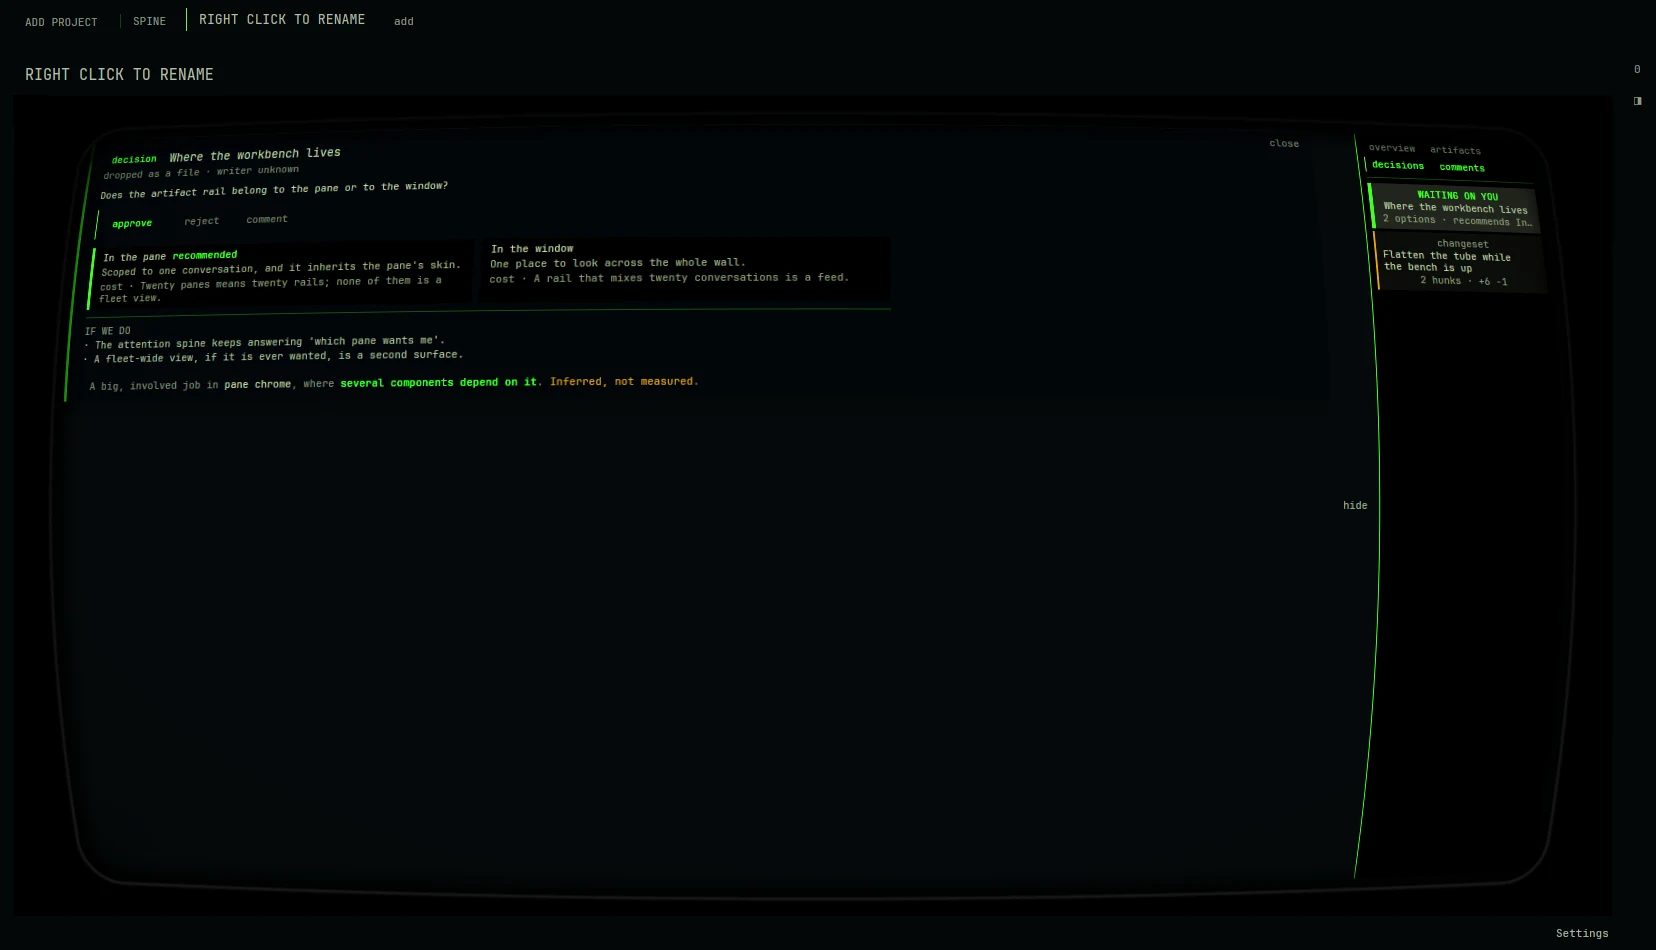 ADD PROJECT
SPINE
RIGHT CLICK TO RENAME
add
RIGHT CLICK TO RENAME
0
decision Where the workbench lives
close
dropped as a file · writer unknown
Does the artifact rail belong to the pane or to the window?
approve reject comment
In the pane recommended
Scoped to one conversation, and it inherits the pane's skin.
cost · Twenty panes means twenty rails; none of them is a
fleet view.
In the window
One place to look across the whole wall.
cost · A rail that mixes twenty conversations is a feed.
IF WE DO
· The attention spine keeps answering 'which pane wants me'.
· A fleet-wide view, if it is ever wanted, is a second surface.
A big, involved job in pane chrome, where several components depend on it. Inferred, not measured.
hide
overview artifacts
decisions comments
WAITING ON YOU
Where the workbench lives
2 options · recommends In…
changeset
Flatten the tube while
the bench is up
2 hunks · +6 -1
Settings